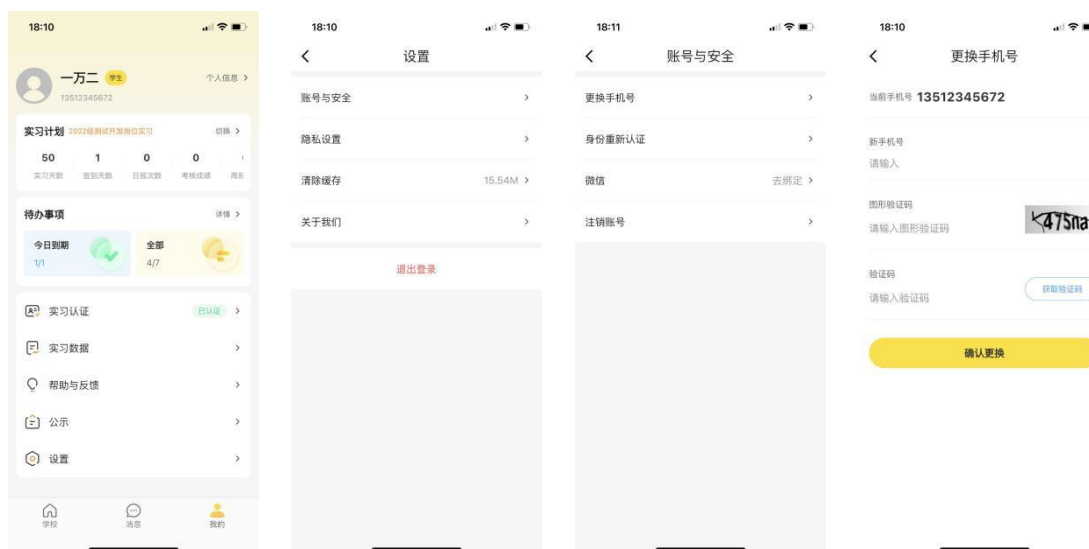 18:10
一万二 学生
个人信息
13512345672
实习计划 2022级测试开发岗位实习 切换
50 1 0 0
实习天数 签到天数 日报次数 考核成绩 周
待办事项 详情
今日到期 全部
1/1 4/7
实习认证 已认证
实习数据
帮助与反馈
公示
设置
学校 消息 我的
18:10
设置
账号与安全
隐私设置
清除缓存 15.54M
关于我们
退出登录
18:11
账号与安全
更换手机号
身份重新认证
微信 去绑定
注销账号
18:10
更换手机号
当前手机号 13512345672
新手机号
请输入
图形验证码
请输入图形验证码 475na
验证码
请输入验证码 获取验证码
确认更换